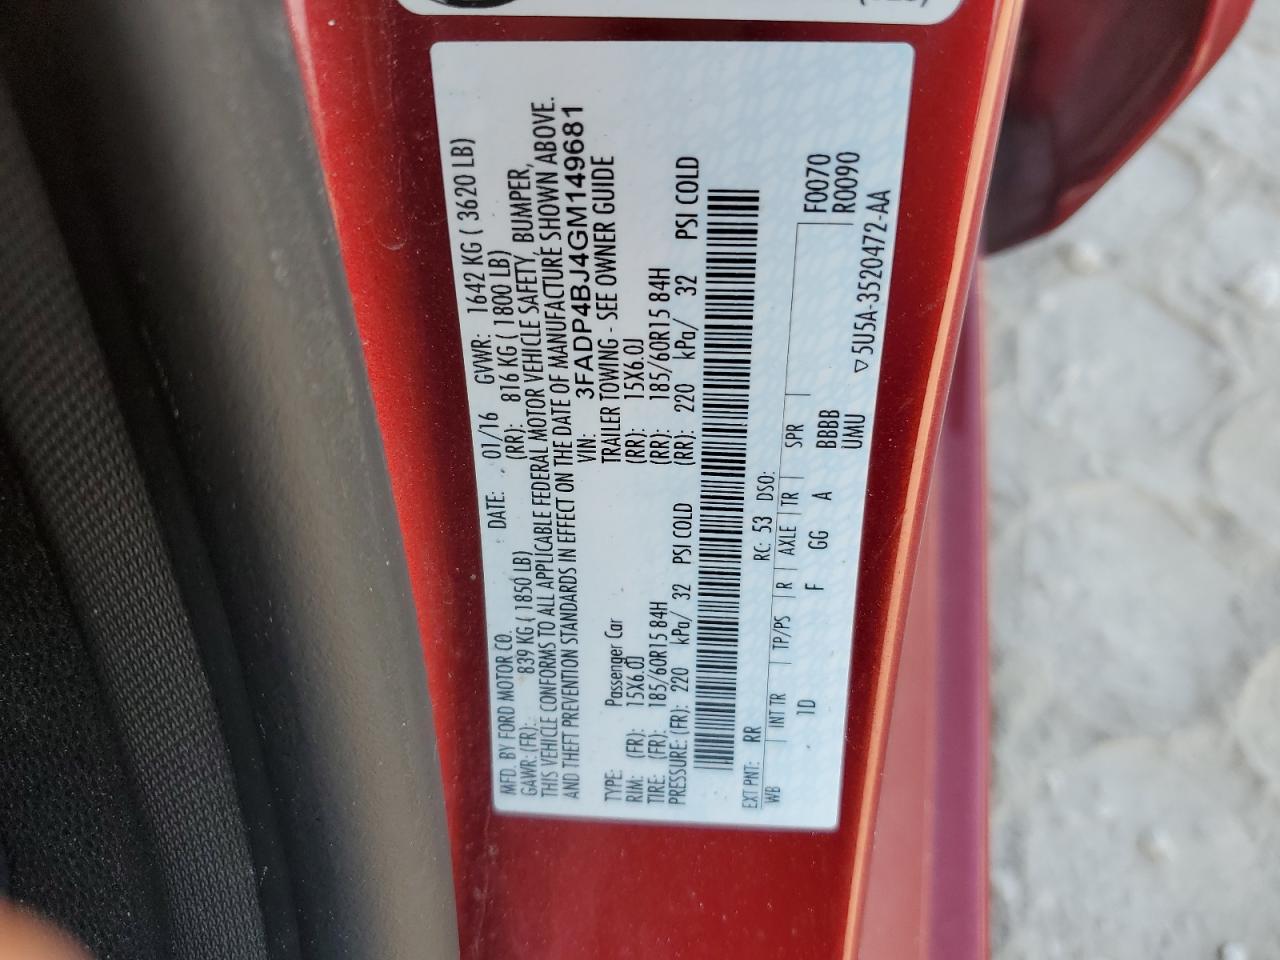 MFD. BY FORD MOTOR CO. DATE: 01/16 GVWR: 1642 KG ( 3620 LB)
GAWR: (FR): 839 KG ( 1850 LB) (RR): 816 KG ( 1800 LB)
THIS VEHICLE CONFORMS TO ALL APPLICABLE FEDERAL MOTOR VEHICLE SAFETY, BUMPER,
AND THEFT PREVENTION STANDARDS IN EFFECT ON THE DATE OF MANUFACTURE SHOWN ABOVE.
VIN: 3FADP4BJ4GM149681
TYPE: Passenger Car TRAILER TOWING - SEE OWNER GUIDE
RIM: (FR): 15X6.0J (RR): 15X6.0J
TIRE: (FR): 185/60R15 84H (RR): 185/60R15 84H
PRESSURE: (FR): 220 kPa/ 32 PSI COLD (RR): 220 kPa/ 32 PSI COLD
EXT PNT: RR RC: 53 DSO:
WB INT TR TP/PS R AXLE TR SPR F0070
1D F GG A BBBB R0090
UMU ▽5U5A-3520472-AA